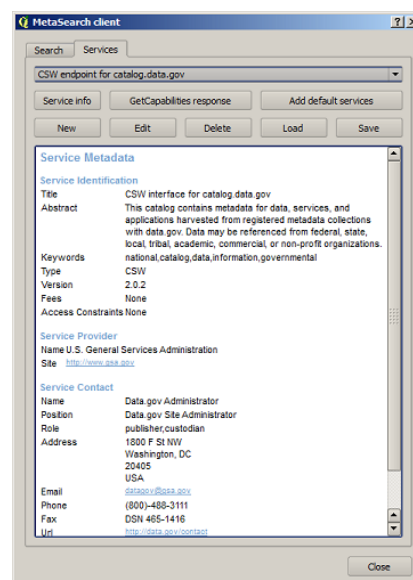 MetaSearch client
Search Services
CSW endpoint for catalog.data.gov
Service info GetCapabilities response Add default services
New Edit Delete Load Save
Service Metadata
Service Identification
Title CSW interface for catalog.data.gov
Abstract This catalog contains metadata for data, services, and
applications harvested from registered metadata collections
with data.gov. Data may be referenced from federal, state,
local, tribal, academic, commercial, or non-profit organizations.
Keywords national,catalog,data,information,governmental
Type CSW
Version 2.0.2
Fees None
Access Constraints None
Service Provider
Name U.S. General Services Administration
Site http://www.gsa.gov
Service Contact
Name Data.gov Administrator
Position Data.gov Site Administrator
Role publisher,custodian
Address 1800 F St NW
Washington, DC
20405
USA
Email datagov@gsa.gov
Phone (800)-488-3111
Fax DSN 465-1416
Url http://data.gov/contact
Close